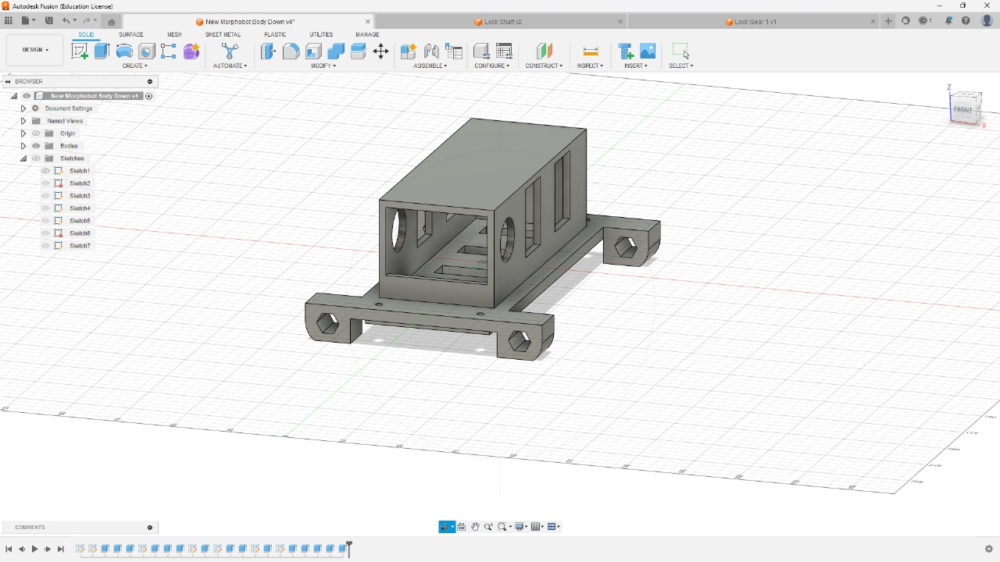 Autodesk Fusion (Education License)
New Morphobot Body Down v4*
Lock Shaft v2
Lock Gear 1 v1
1
SOLID
SURFACE
MESH
SHEET METAL
PLASTIC
UTILITIES
MANAGE
DESIGN
CREATE
AUTOMATE
MODIFY
ASSEMBLE
CONFIGURE
CONSTRUCT
INSPECT
INSERT
SELECT
BROWSER
New Morphobot Body Down v4
Document Settings
Named Views
Origin
Bodies
Sketches
Sketch1
Sketch2
Sketch3
Sketch4
Sketch5
Sketch6
Sketch7
Z
FRONT
X
COMMENTS